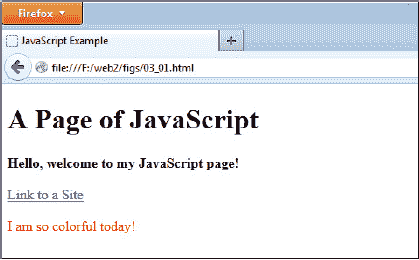 Firefox
JavaScript Example
file:///F:/web2/figs/03_01.html
A Page of JavaScript
Hello, welcome to my JavaScript page!
Link to a Site
I am so colorful today!